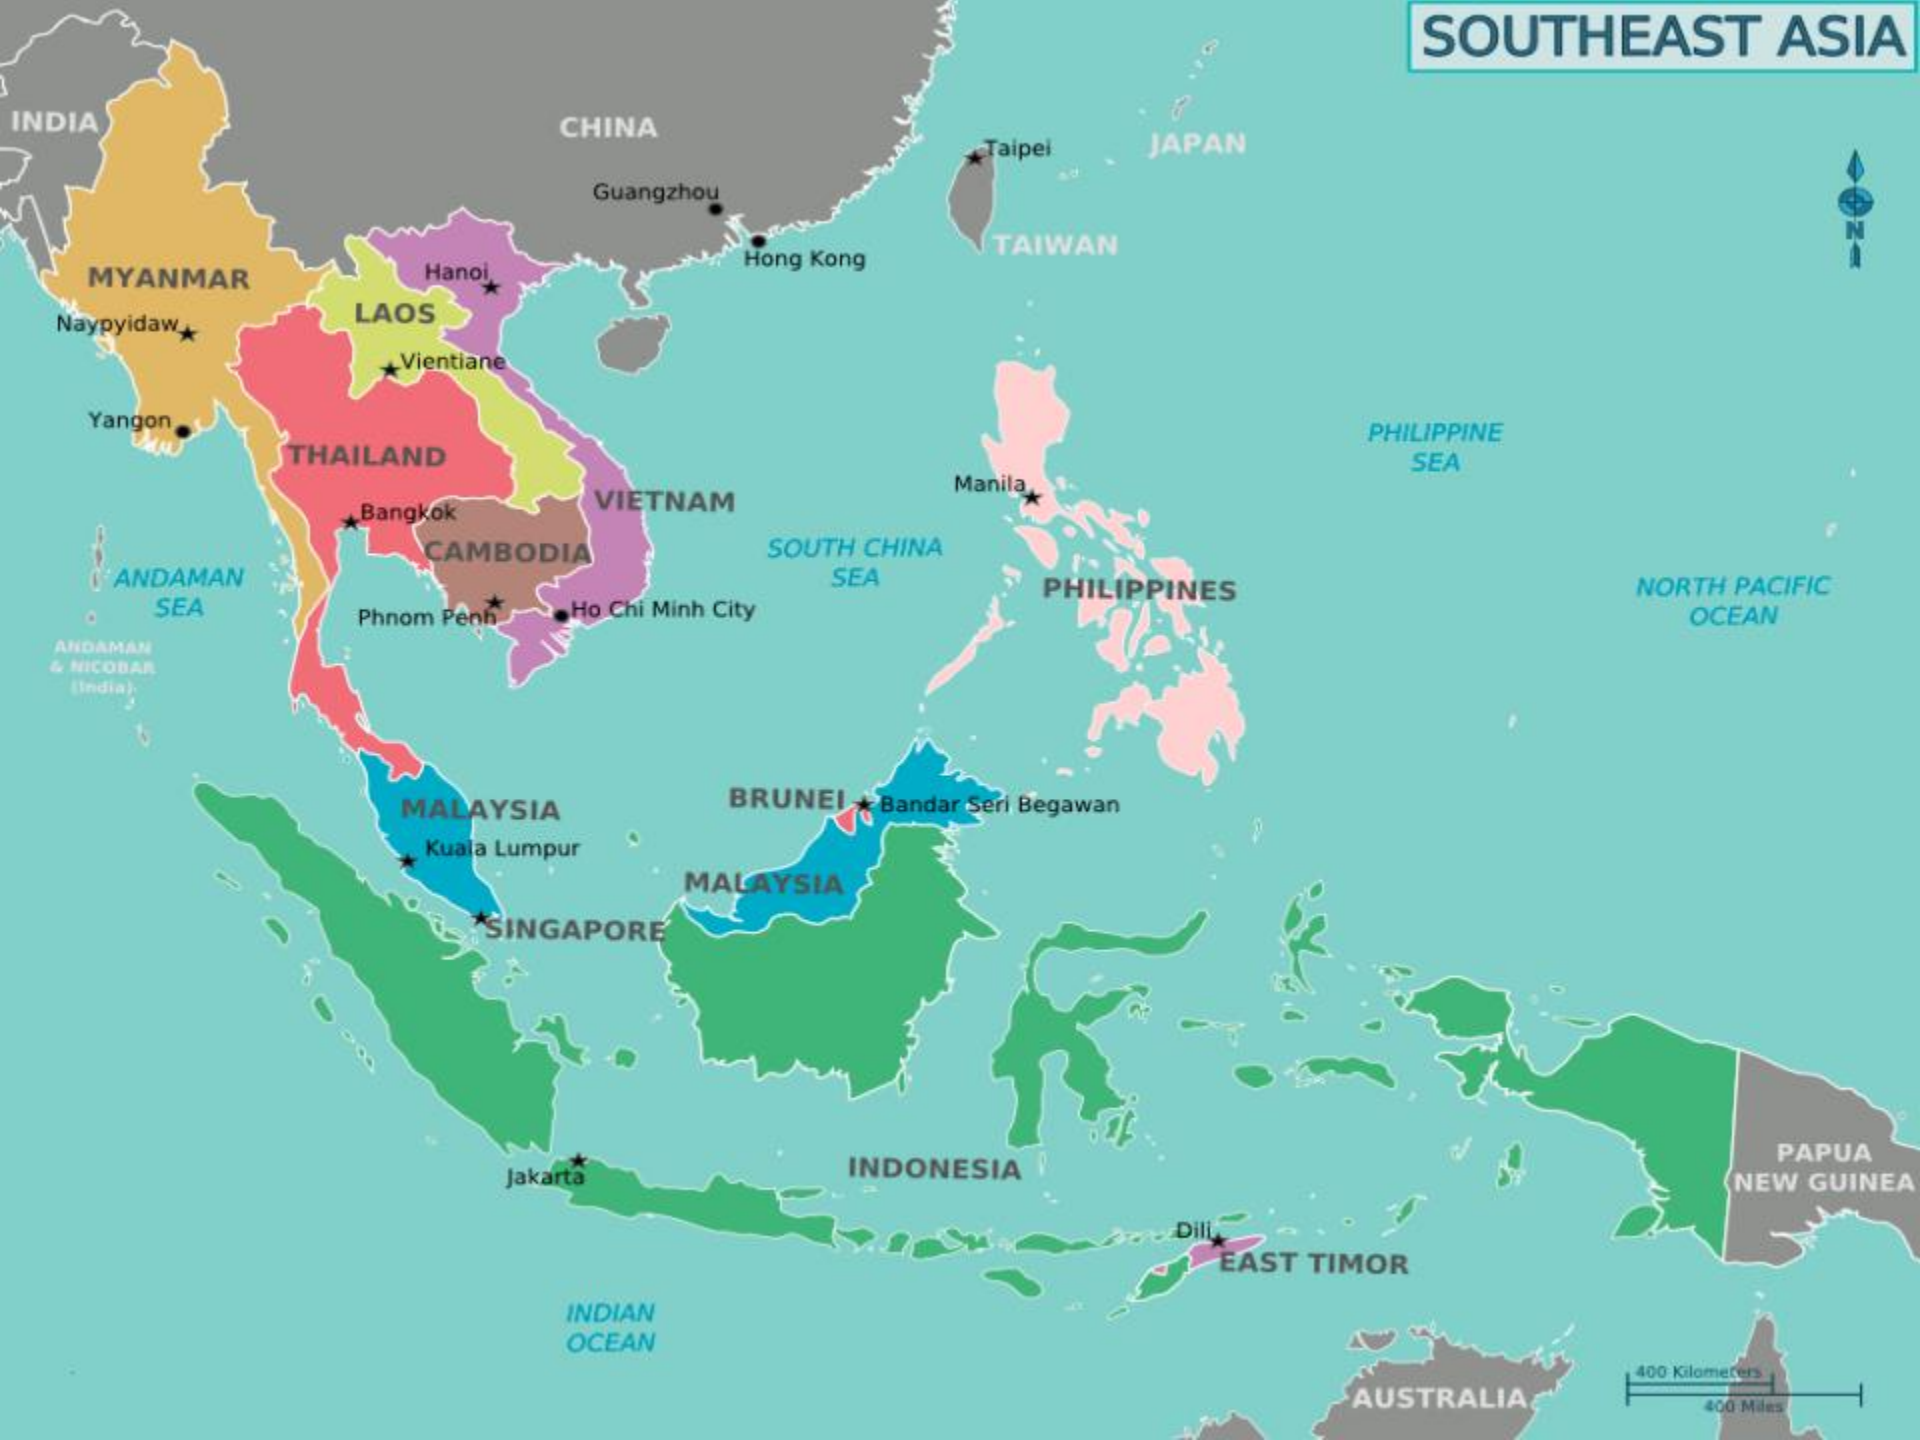 SOUTHEAST ASIA
INDIA
CHINA
JAPAN
Taipei
Guangzhou
TAIWAN
Hong Kong
N
MYANMAR
Hanoi
LAOS
Naypyidaw
Vientiane
Yangon
THAILAND
PHILIPPINE
SEA
Manila
VIETNAM
Bangkok
CAMBODIA
SOUTH CHINA
SEA
ANDAMAN
SEA
PHILIPPINES
NORTH PACIFIC
OCEAN
Phnom Penh
Ho Chi Minh City
ANDAMAN
& NICOBAR
(India)
BRUNEI
Bandar Seri Begawan
MALAYSIA
Kuala Lumpur
MALAYSIA
SINGAPORE
INDONESIA
Jakarta
PAPUA
NEW GUINEA
Dili
EAST TIMOR
INDIAN
OCEAN
AUSTRALIA
400 Kilometers
400 Miles